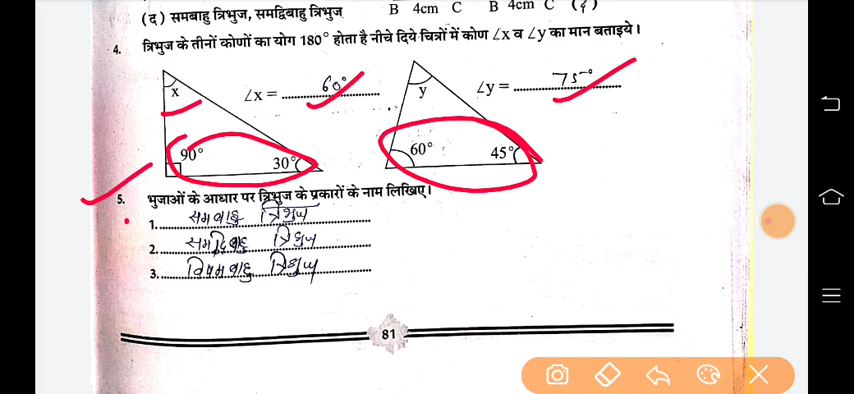 (द) समबाहु त्रिभुज, समद्विबाहु त्रिभुज B 4cm C B 4cm C
4. त्रिभुज के तीनों कोणों का योग 180° होता है नीचे दिये चित्रों में कोण ∠x व ∠y का मान बताइये।
x ∠x = 60° y ∠y = 75°
90° 30° 60° 45°
5. भुजाओं के आधार पर त्रिभुज के प्रकारों के नाम लिखिए।
1. समबाहु त्रिभुज
2. समद्विबाहु त्रिभुज
3. विषमबाहु त्रिभुज
81